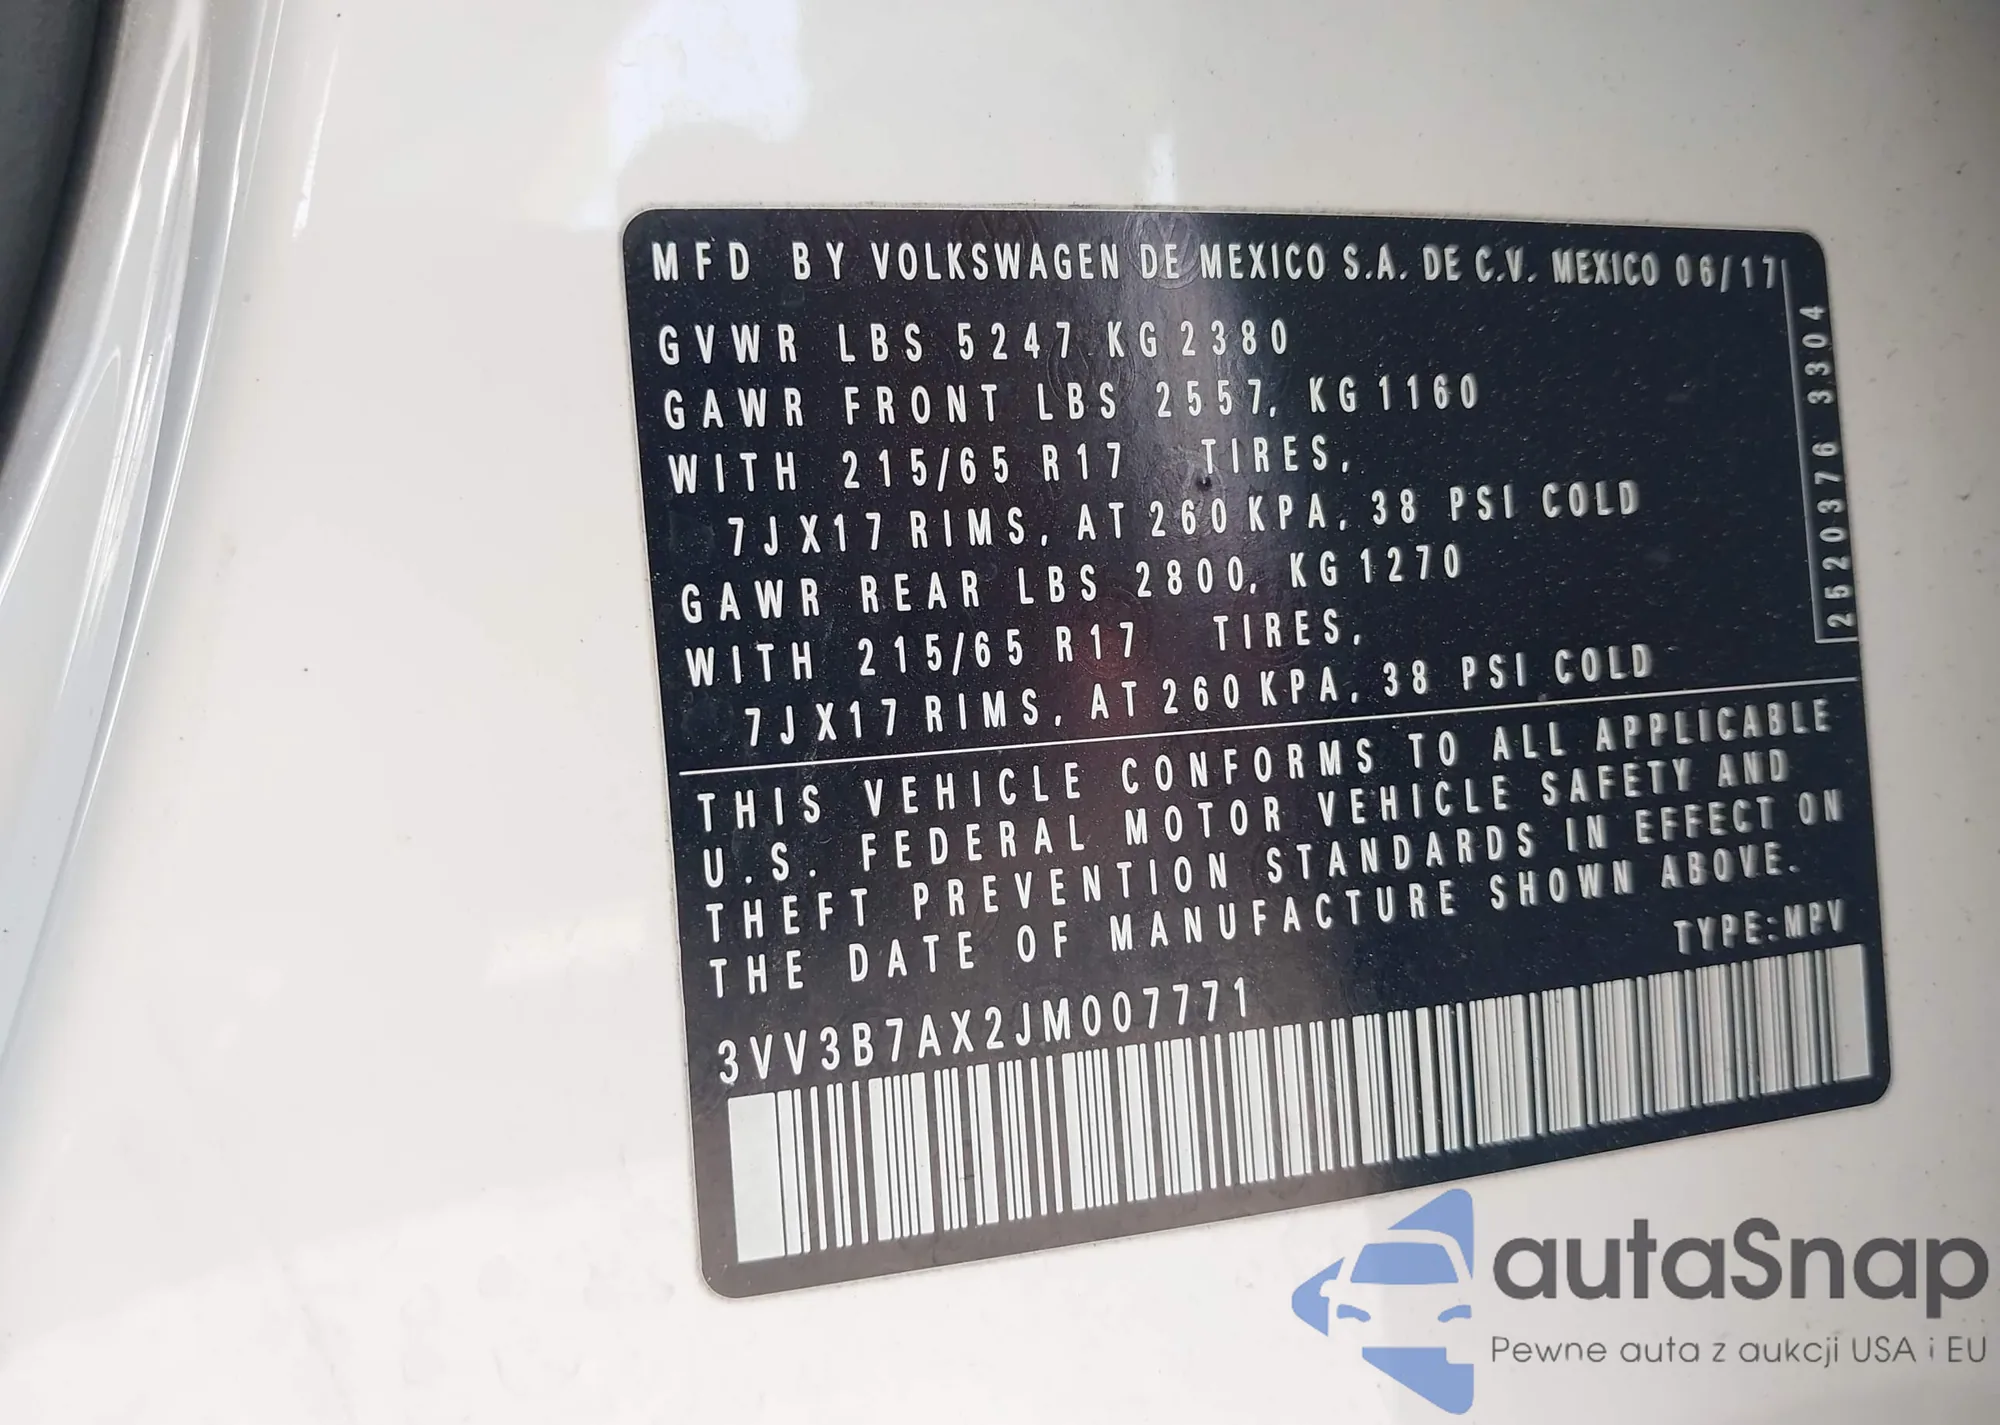 MFD BY VOLKSWAGEN DE MEXICO S.A. DE C.V. MEXICO 06/17
GVWR LBS 5247 KG 2380
GAWR FRONT LBS 2557, KG 1160
WITH 215/65 R17 TIRES,
7JX17 RIMS, AT 260 KPA, 38 PSI COLD
GAWR REAR LBS 2800, KG 1270
WITH 215/65 R17 TIRES,
7JX17 RIMS, AT 260 KPA, 38 PSI COLD
2520376 3304
THIS VEHICLE CONFORMS TO ALL APPLICABLE
U.S. FEDERAL MOTOR VEHICLE SAFETY AND
THEFT PREVENTION STANDARDS IN EFFECT ON
THE DATE OF MANUFACTURE SHOWN ABOVE.
TYPE:MPV
3VV3B7AX2JM007771
autaSnap
Pewne auta z aukcji USA i EU